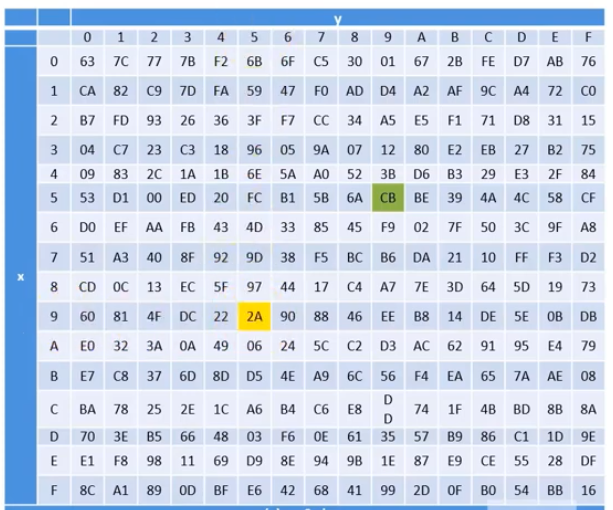 y
0 1 2 3 4 5 6 7 8 9 A B C D E F
0 63 7C 77 7B F2 6B 6F C5 30 01 67 2B FE D7 AB 76
1 CA 82 C9 7D FA 59 47 F0 AD D4 A2 AF 9C A4 72 C0
2 B7 FD 93 26 36 3F F7 CC 34 A5 E5 F1 71 D8 31 15
3 04 C7 23 C3 18 96 05 9A 07 12 80 E2 EB 27 B2 75
4 09 83 2C 1A 1B 6E 5A A0 52 3B D6 B3 29 E3 2F 84
5 53 D1 00 ED 20 FC B1 5B 6A CB BE 39 4A 4C 58 CF
6 D0 EF AA FB 43 4D 33 85 45 F9 02 7F 50 3C 9F A8
7 51 A3 40 8F 92 9D 38 F5 BC B6 DA 21 10 FF F3 D2
x
8 CD 0C 13 EC 5F 97 44 17 C4 A7 7E 3D 64 5D 19 73
9 60 81 4F DC 22 2A 90 88 46 EE B8 14 DE 5E 0B DB
A E0 32 3A 0A 49 06 24 5C C2 D3 AC 62 91 95 E4 79
B E7 C8 37 6D 8D D5 4E A9 6C 56 F4 EA 65 7A AE 08
C BA 78 25 2E 1C A6 B4 C6 E8 DD 74 1F 4B BD 8B 8A
D 70 3E B5 66 48 03 F6 0E 61 35 57 B9 86 C1 1D 9E
E E1 F8 98 11 69 D9 8E 94 9B 1E 87 E9 CE 55 28 DF
F 8C A1 89 0D BF E6 42 68 41 99 2D 0F B0 54 BB 16